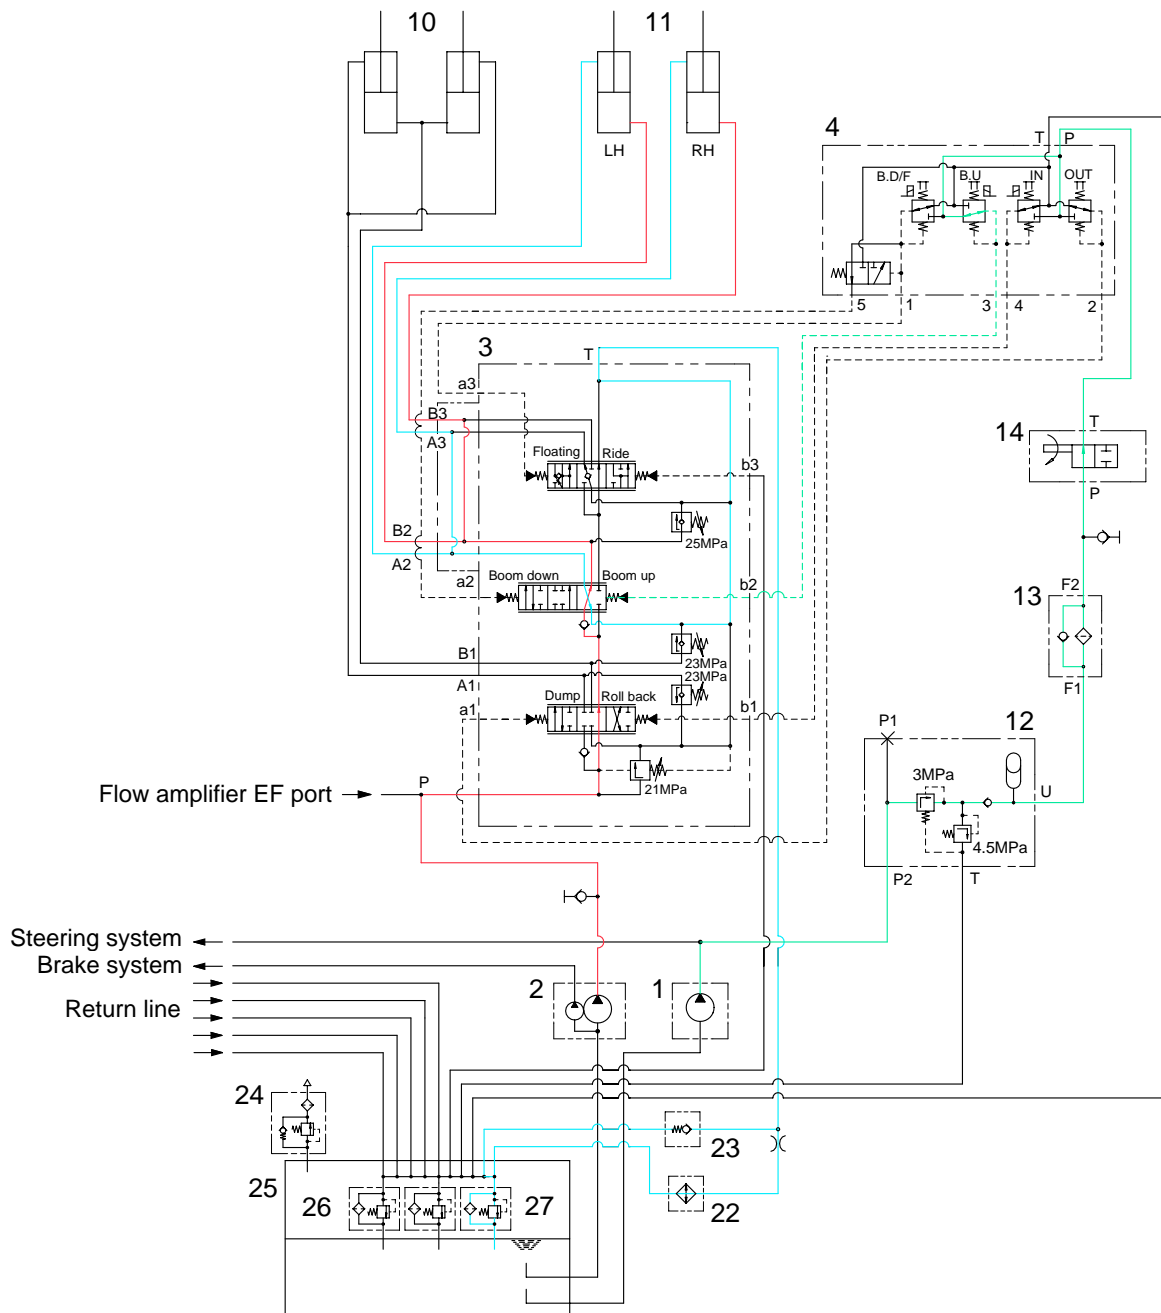 10
11
LH
RH
4
T
P
B.D/F
B.U
IN
OUT
5
1
3
4
2
3
T
a3
B3
A3
Floating
Ride
b3
14
T
P
B2
A2
a2
25MPa
Boom down
Boom up
b2
13
F2
F1
B1
A1
a1
23MPa
23MPa
Dump
Roll back
b1
P1
12
3MPa
U
4.5MPa
P2
T
Flow amplifier EF port
P
21MPa
Steering system
Brake system
Return line
2
1
24
23
25
26
27
22